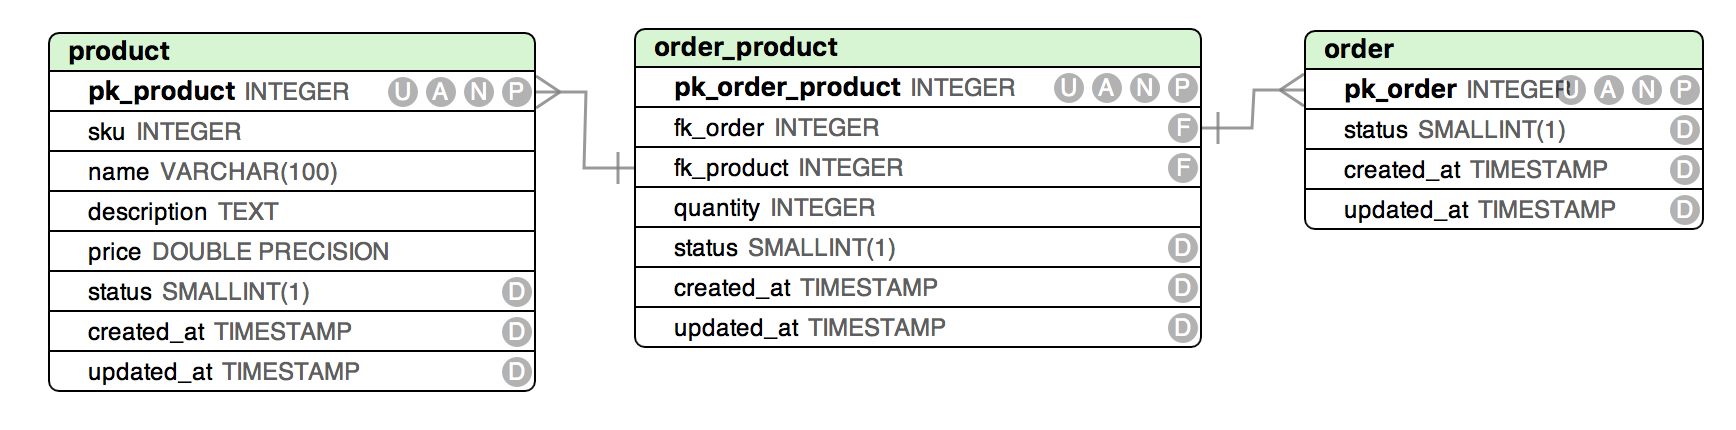 product
pk_product INTEGER U A N P
sku INTEGER
name VARCHAR(100)
description TEXT
price DOUBLE PRECISION
status SMALLINT(1) D
created_at TIMESTAMP D
updated_at TIMESTAMP D
order_product
pk_order_product INTEGER U A N P
fk_order INTEGER F
fk_product INTEGER F
quantity INTEGER
status SMALLINT(1) D
created_at TIMESTAMP D
updated_at TIMESTAMP D
order
pk_order INTEGER U A N P
status SMALLINT(1) D
created_at TIMESTAMP D
updated_at TIMESTAMP D